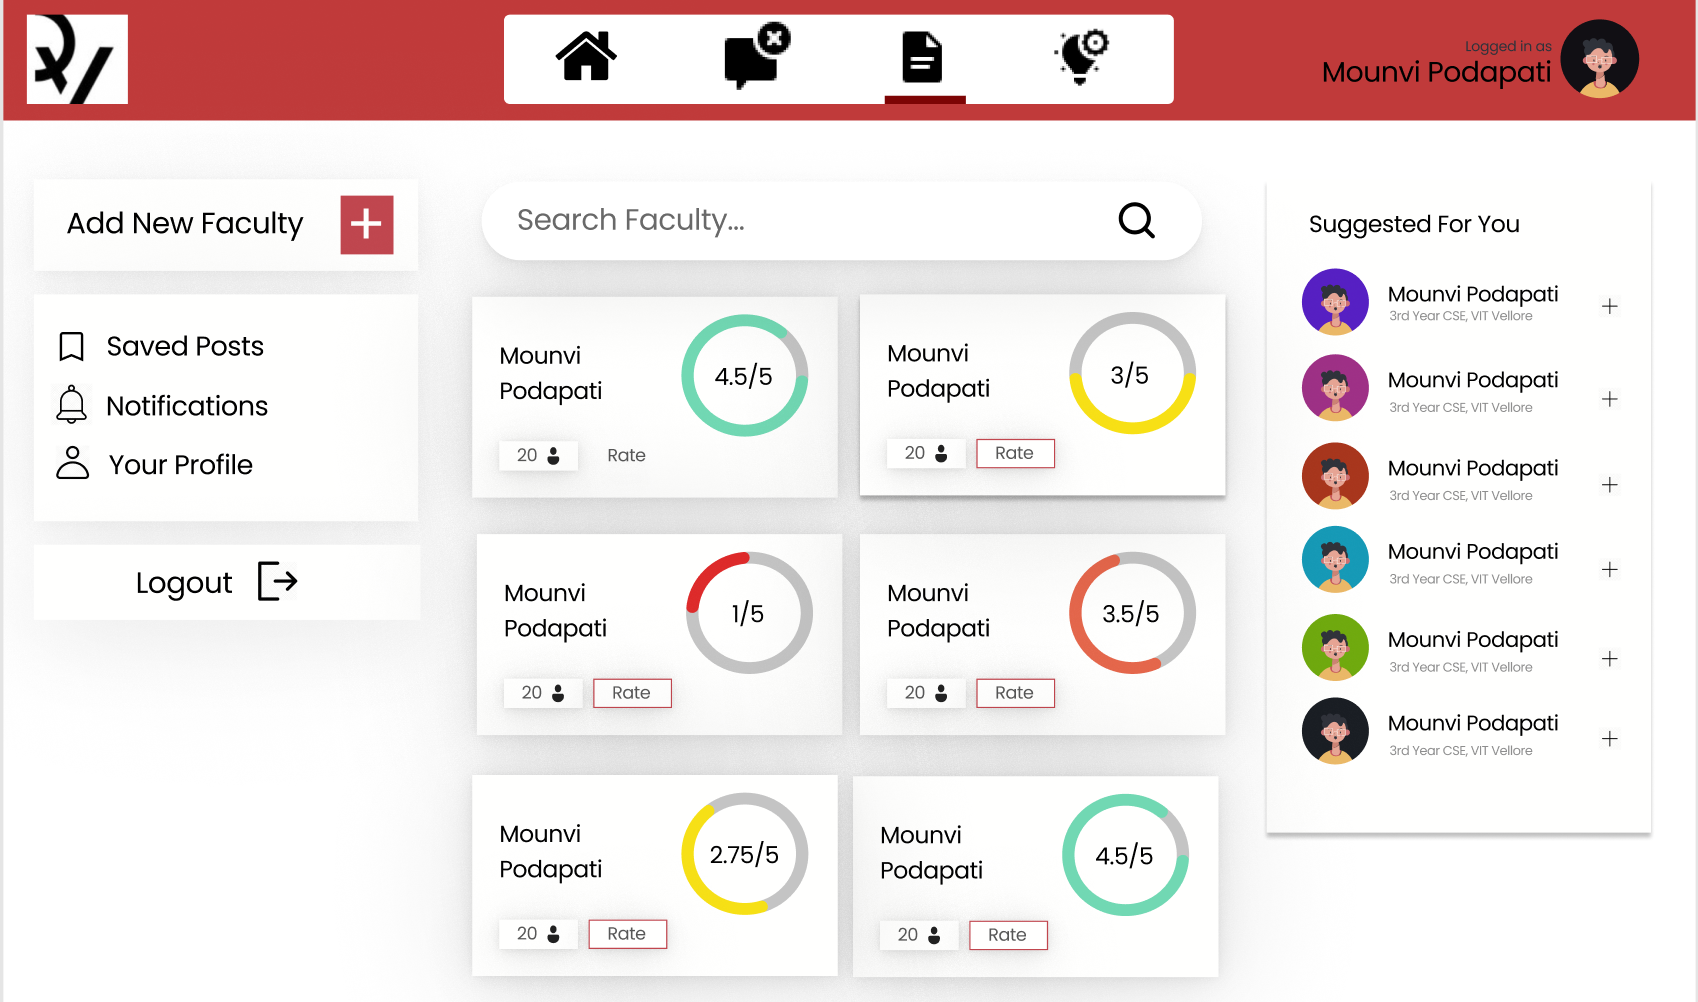 Logged in as
Mounvi Podapati
Add New Faculty
Saved Posts
Notifications
Your Profile
Logout
Search Faculty...
Mounvi
Podapati
4.5/5
20
Rate
Mounvi
Podapati
3/5
20
Rate
Mounvi
Podapati
1/5
20
Rate
Mounvi
Podapati
3.5/5
20
Rate
Mounvi
Podapati
2.75/5
20
Rate
Mounvi
Podapati
4.5/5
20
Rate
Suggested For You
Mounvi Podapati
3rd Year CSE, VIT Vellore
Mounvi Podapati
3rd Year CSE, VIT Vellore
Mounvi Podapati
3rd Year CSE, VIT Vellore
Mounvi Podapati
3rd Year CSE, VIT Vellore
Mounvi Podapati
3rd Year CSE, VIT Vellore
Mounvi Podapati
3rd Year CSE, VIT Vellore